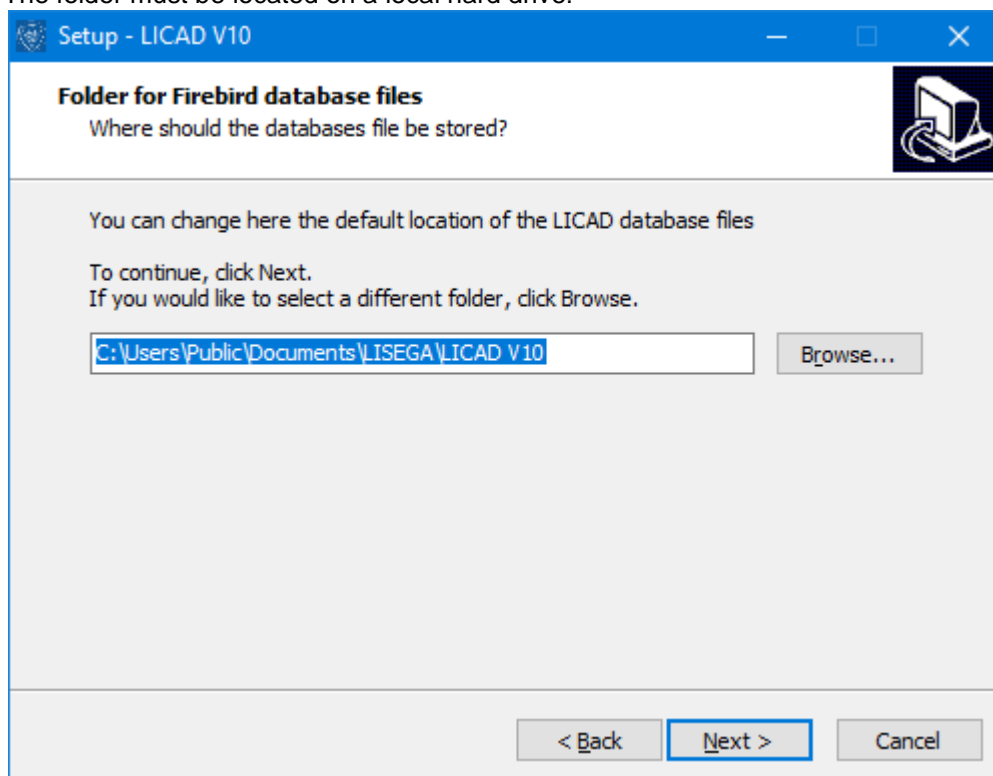 The folder must be located on a local hard drive.
Setup - LICAD V10
Folder for Firebird database files
Where should the databases file be stored?
You can change here the default location of the LICAD database files
To continue, click Next.
If you would like to select a different folder, click Browse.
C:\Users\Public\Documents\LISEGA\LICAD V10
Browse...
< Back
Next >
Cancel